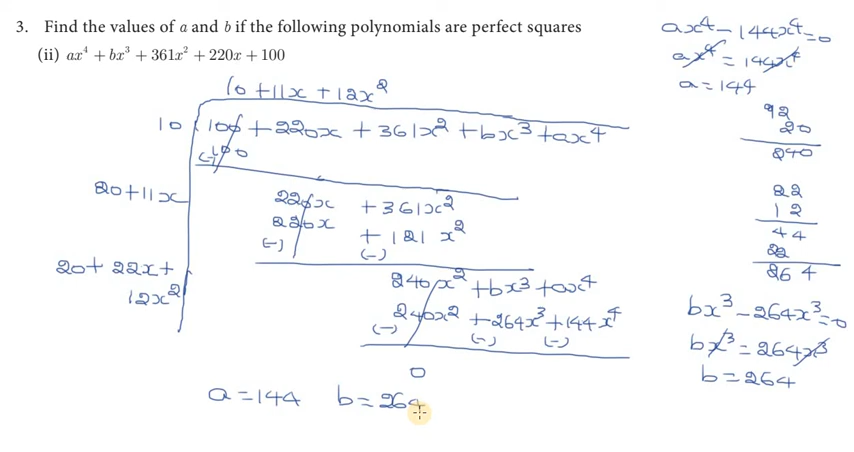 3. Find the values of a and b if the following polynomials are perfect squares
(ii) ax⁴ + bx³ + 361x² + 220x + 100
10 + 11x + 12x²
10 100 + 220x + 361x² + bx³ + ax⁴
(-) 100
20 + 11x 220x + 361x²
220x + 121x²
(-) (-)
20 + 22x + 12x² 240x² + bx³ + ax⁴
240x² + 264x³ + 144x⁴
(-) (-) (-)
0
a = 144 b = 264
ax⁴ - 144x⁴ = 0
ax⁴ = 144x⁴
a = 144
12
20
240
22
12
44
22
264
bx³ - 264x³ = 0
bx³ = 264x³
b = 264